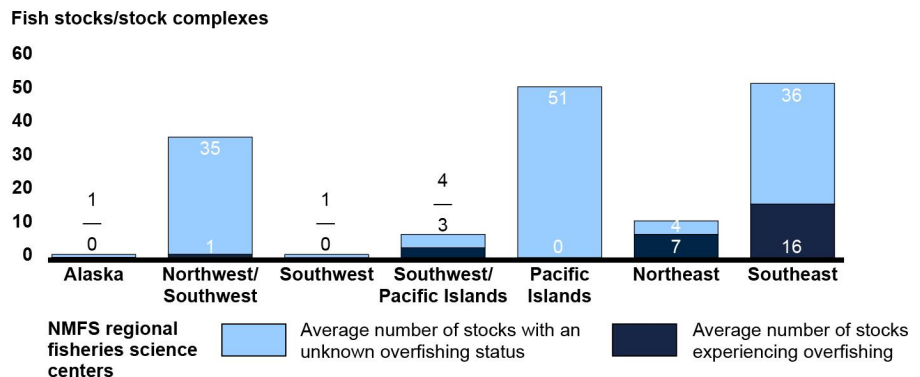 Fish stocks/stock complexes
60
50
40
30
20
10
0
1
0
35
1
1
0
4
3
51
0
4
7
36
16
Alaska
Northwest/
Southwest
Southwest
Southwest/
Pacific Islands
Pacific
Islands
Northeast
Southeast
NMFS regional
fisheries science
centers
Average number of stocks with an
unknown overfishing status
Average number of stocks
experiencing overfishing